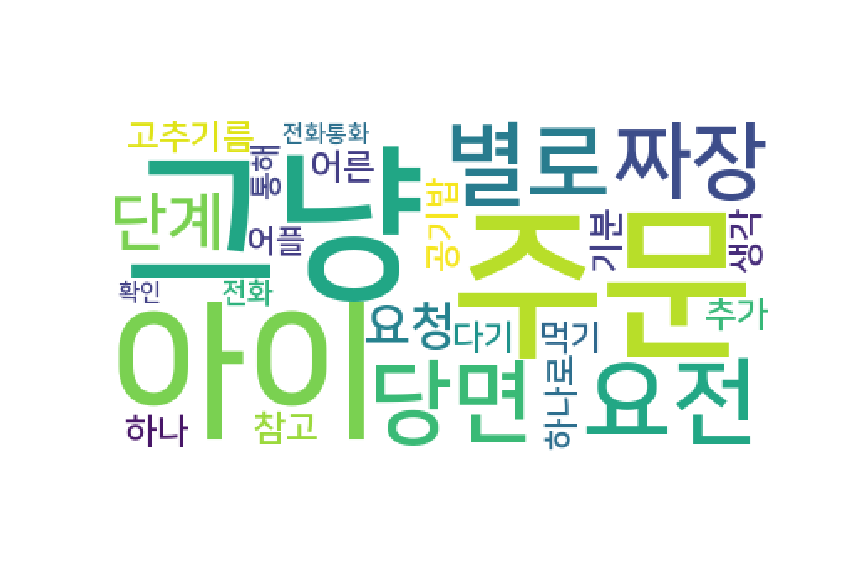 고추기름
전화통화
별로
짜장
그냥
통해
어른
단계
어플
공기밥
주문
기분
생각
확인
전화
아이
요청
다기
먹기
추가
당면
하나로
요전
하나
참고